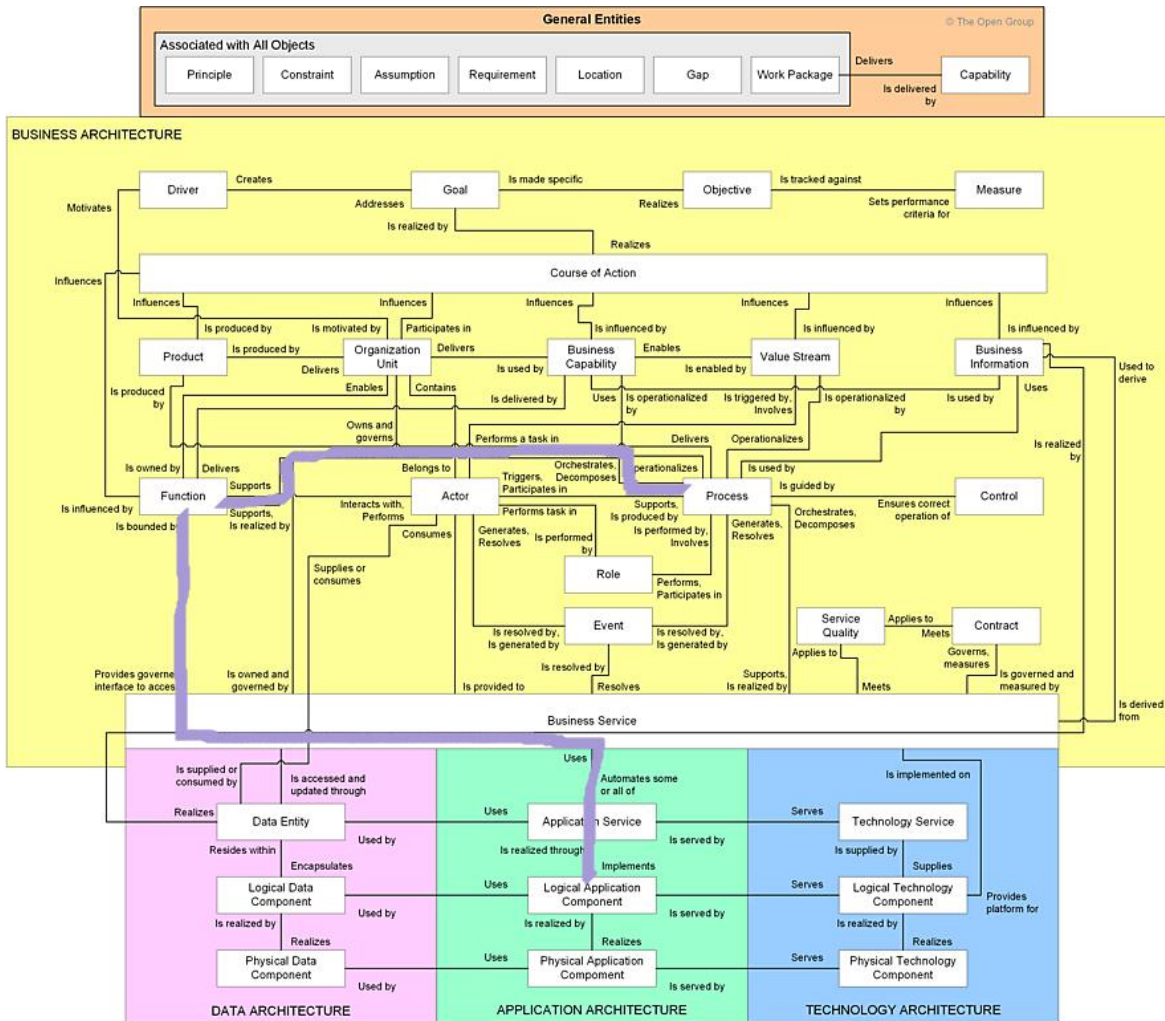 General Entities
© The Open Group
Associated with All Objects
Principle
Constraint
Assumption
Requirement
Location
Gap
Work Package
Delivers
Is delivered
by
Capability
BUSINESS ARCHITECTURE
Driver
Creates
Goal
Is made specific
Objective
Is tracked against
Measure
Motivates
Addresses
Realizes
Sets performance
criteria for
Is realized by
Realizes
Course of Action
Influences
Influences
Influences
Influences
Influences
Influences
Is produced by
Is motivated by
Participates in
Is influenced by
Is influenced by
Is influenced by
Product
Is produced by
Delivers
Organization
Unit
Delivers
Is used by
Business
Capability
Enables
Is enabled by
Value Stream
Business
Information
Used to
derive
Uses
Is produced
by
Enables
Contains
Is delivered by
Uses
Is operationalized
by
Is triggered by,
Involves
Is operationalized
by
Is used by
Owns and
governs
Performs a task in
Delivers
Operationalizes
Is realized
by
Is owned by
Delivers
Belongs to
Orchestrates,
Decomposes
Operationalizes
Is used by
Function
Supports
Actor
Triggers,
Participates in
Process
Is guided by
Control
Is influenced by
Is bounded by
Supports,
Is realized by
Interacts with,
Performs
Performs task in
Supports,
Is produced by
Orchestrates,
Decomposes
Ensures correct
operation of
Consumes
Generates,
Resolves
Is performed
by
Is performed by,
Involves
Generates,
Resolves
Supplies or
consumes
Role
Performs,
Participates in
Is resolved by,
Is generated by
Event
Is resolved by,
Is generated by
Service
Quality
Applies to
Meets
Contract
Is resolved by
Applies to
Governs,
measures
Provides governed
interface to access
Is owned and
governed by
Is provided to
Resolves
Supports,
Is realized by
Meets
Is governed and
measured by
Business Service
Is derived
from
Is supplied or
consumed by
Is accessed and
updated through
Uses
Automates some
or all of
Is implemented on
Realizes
Data Entity
Used by
Uses
Application Service
Is served by
Serves
Technology Service
Resides within
Encapsulates
Is realized through
Implements
Is supplied by
Supplies
Logical Data
Component
Used by
Uses
Logical Application
Component
Is served by
Serves
Logical Technology
Component
Provides
platform for
Is realized by
Realizes
Is realized by
Realizes
Is realized by
Realizes
Physical Data
Component
Used by
Uses
Physical Application
Compoment
Is served by
Serves
Physical Technology
Component
DATA ARCHITECTURE
APPLICATION ARCHITECTURE
TECHNOLOGY ARCHITECTURE